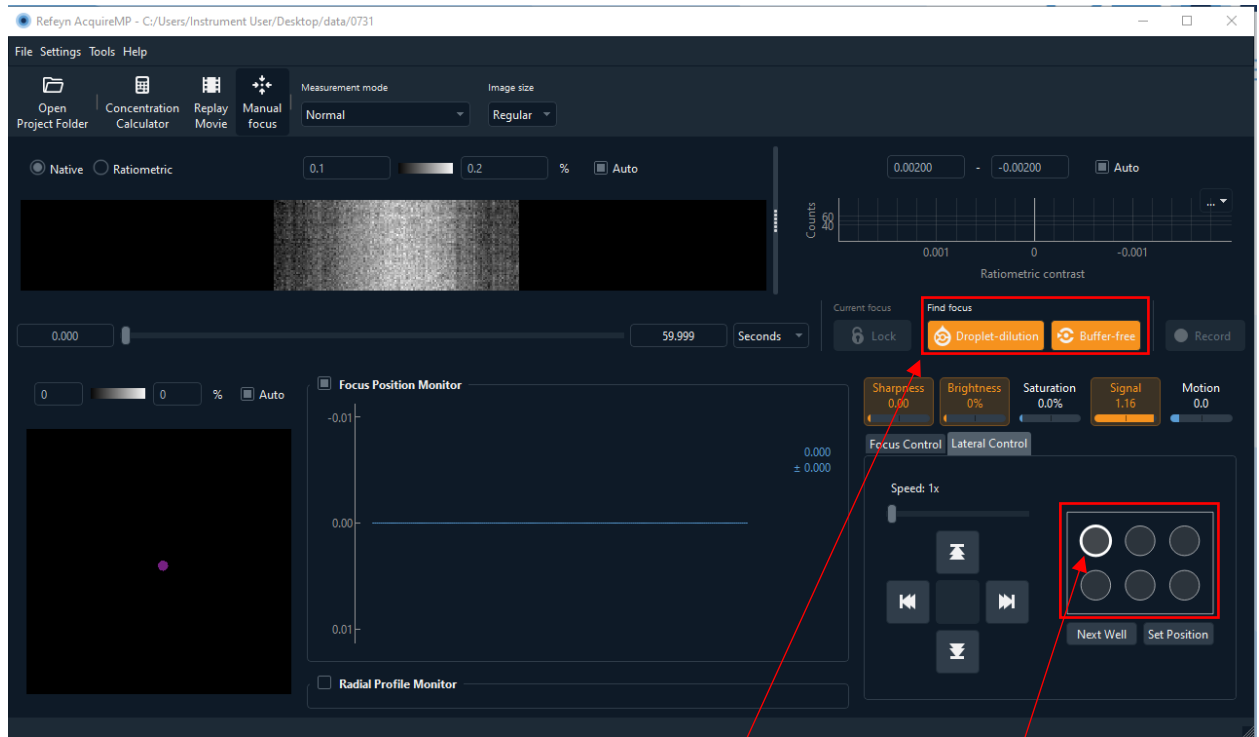 Refeyn AcquireMP - C:/Users/Instrument User/Desktop/data/0731
File Settings Tools Help
Open Project Folder
Concentration Calculator
Replay Movie
Manual focus
Measurement mode
Normal
Image size
Regular
Native Ratiometric
0.1 0.2 % Auto
0.00200 - -0.00200 Auto
...
Counts
60
40
0.001 0 -0.001
Ratiometric contrast
Current focus
Lock
Find focus
Droplet-dilution Buffer-free
Record
0.000 59.999 Seconds
0 0 % Auto
Focus Position Monitor
-0.01
0.000
± 0.000
0.00
0.01
Radial Profile Monitor
Sharpness 0.00
Brightness 0%
Saturation 0.0%
Signal 1.16
Motion 0.0
Focus Control Lateral Control
Speed: 1x
Next Well Set Position